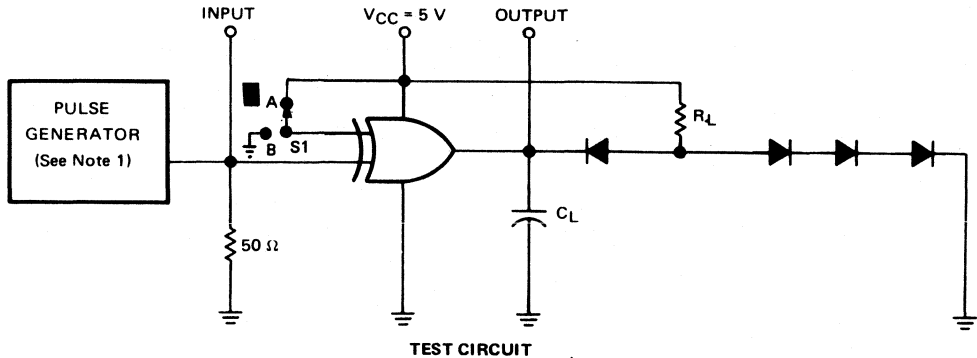 INPUT
VCC = 5 V
OUTPUT
PULSE
GENERATOR
(See Note 1)
A
B
S1
RL
CL
50 Ω
TEST CIRCUIT